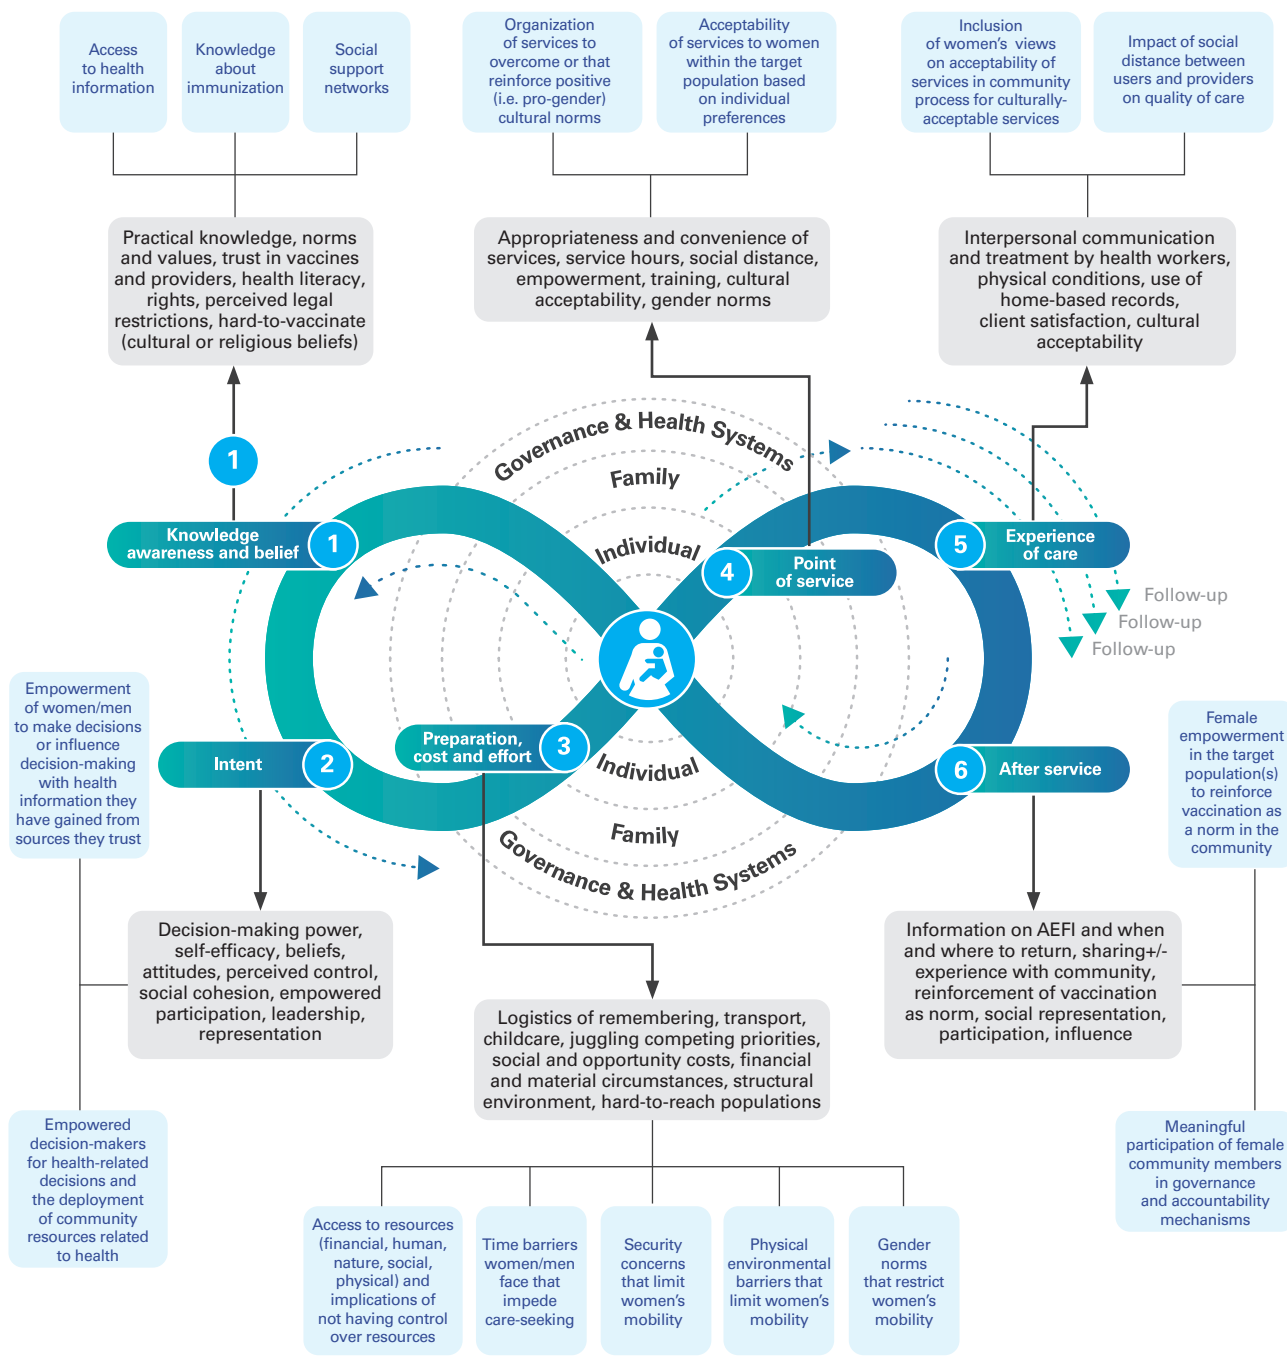 Access
to health
information
Knowledge
about
immunization
Social
support
networks
Organization
of services to
overcome or that
reinforce positive
(i.e. pro-gender)
cultural norms
Acceptability
of services to women
within the target
population based
on individual
preferences
Inclusion
of women's views
on acceptability of
services in community
process for culturally-
acceptable services
Impact of social
distance between
users and providers
on quality of care
Practical knowledge, norms
and values, trust in vaccines
and providers, health literacy,
rights, perceived legal
restrictions, hard-to-vaccinate
(cultural or religious beliefs)
Appropriateness and convenience of
services, service hours, social distance,
empowerment, training, cultural
acceptability, gender norms
Interpersonal communication
and treatment by health workers,
physical conditions, use of
home-based records,
client satisfaction, cultural
acceptability
1
Governance & Health Systems
Family
Individual
Knowledge
awareness and belief
1
4
Point
of service
5
Experience
of care
Follow-up
Follow-up
Follow-up
Intent
2
Preparation,
cost and effort
3
6
After service
Individual
Family
Governance & Health Systems
Empowerment
of women/men
to make decisions
or influence
decision-making
with health
information they
have gained from
sources they trust
Female
empowerment
in the target
population(s)
to reinforce
vaccination as
a norm in the
community
Decision-making power,
self-efficacy, beliefs,
attitudes, perceived control,
social cohesion, empowered
participation, leadership,
representation
Logistics of remembering, transport,
childcare, juggling competing priorities,
social and opportunity costs, financial
and material circumstances, structural
environment, hard-to-reach populations
Information on AEFI and when
and where to return, sharing+/-
experience with community,
reinforcement of vaccination
as norm, social representation,
participation, influence
Empowered
decision-makers
for health-related
decisions and
the deployment
of community
resources related
to health
Meaningful
participation of female
community members
in governance
and accountability
mechanisms
Access to resources
(financial, human,
nature, social,
physical) and
implications of
not having control
over resources
Time barriers
women/men
face that
impede
care-seeking
Security
concerns
that limit
women's
mobility
Physical
environmental
barriers that
limit women's
mobility
Gender
norms
that restrict
women's
mobility